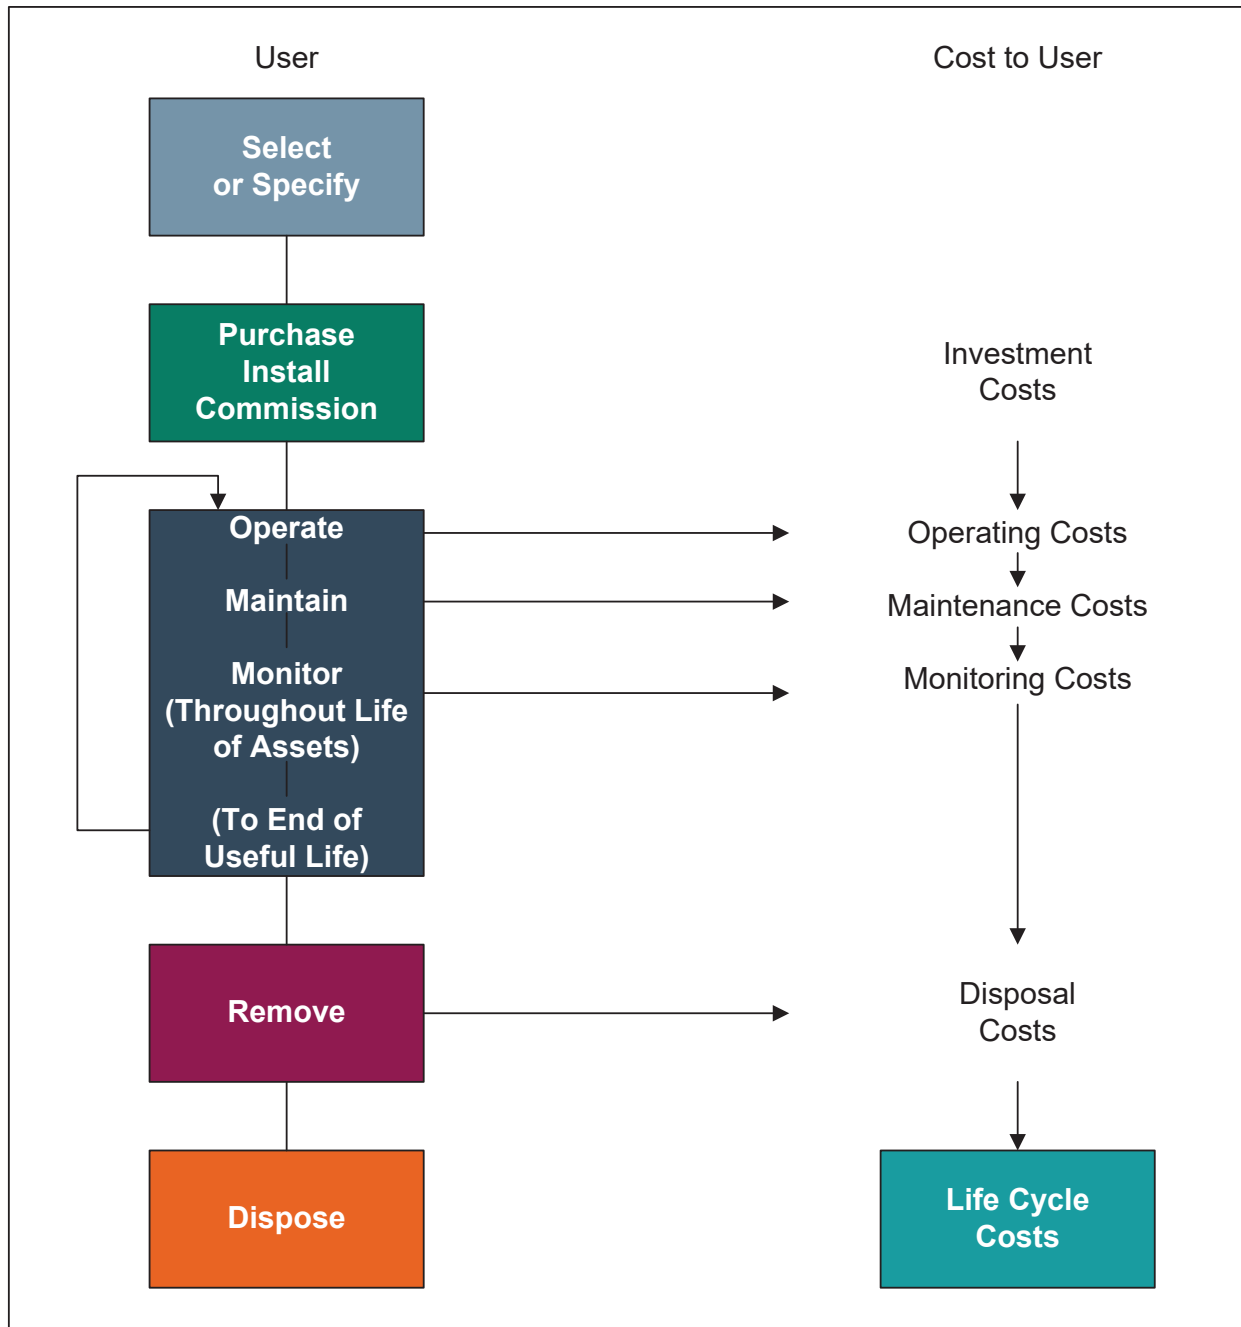 User
Cost to User
Select
or Specify
Purchase
Install
Commission
Investment
Costs
Operate
Operating Costs
Maintain
Maintenance Costs
Monitor
(Throughout Life
of Assets)
Monitoring Costs
(To End of
Useful Life)
Remove
Disposal
Costs
Dispose
Life Cycle
Costs